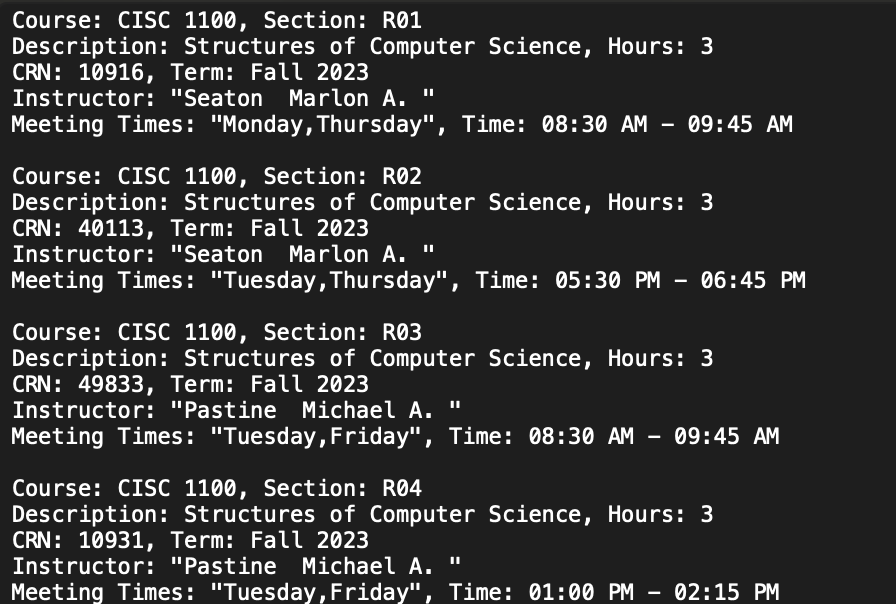 Course: CISC 1100, Section: R01
Description: Structures of Computer Science, Hours: 3
CRN: 10916, Term: Fall 2023
Instructor: "Seaton  Marlon A. "
Meeting Times: "Monday,Thursday", Time: 08:30 AM – 09:45 AM

Course: CISC 1100, Section: R02
Description: Structures of Computer Science, Hours: 3
CRN: 40113, Term: Fall 2023
Instructor: "Seaton  Marlon A. "
Meeting Times: "Tuesday,Thursday", Time: 05:30 PM – 06:45 PM

Course: CISC 1100, Section: R03
Description: Structures of Computer Science, Hours: 3
CRN: 49833, Term: Fall 2023
Instructor: "Pastine  Michael A. "
Meeting Times: "Tuesday,Friday", Time: 08:30 AM – 09:45 AM

Course: CISC 1100, Section: R04
Description: Structures of Computer Science, Hours: 3
CRN: 10931, Term: Fall 2023
Instructor: "Pastine  Michael A. "
Meeting Times: "Tuesday,Friday", Time: 01:00 PM – 02:15 PM